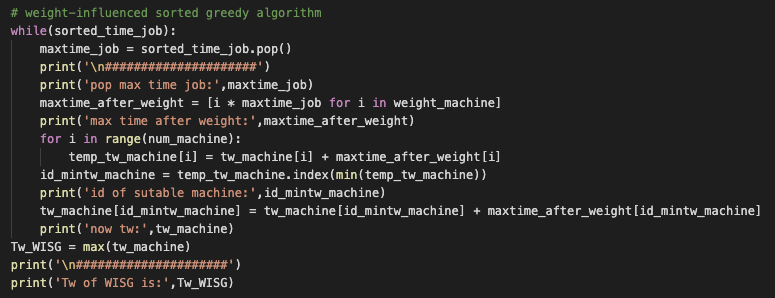 # weight-influenced sorted greedy algorithm
while(sorted_time_job):
    maxtime_job = sorted_time_job.pop()
    print('\n#####################')
    print('pop max time job:',maxtime_job)
    maxtime_after_weight = [i * maxtime_job for i in weight_machine]
    print('max time after weight:',maxtime_after_weight)
    for i in range(num_machine):
        temp_tw_machine[i] = tw_machine[i] + maxtime_after_weight[i]
    id_mintw_machine = temp_tw_machine.index(min(temp_tw_machine))
    print('id of sutable machine:',id_mintw_machine)
    tw_machine[id_mintw_machine] = tw_machine[id_mintw_machine] + maxtime_after_weight[id_mintw_machine]
    print('now tw:',tw_machine)
Tw_WISG = max(tw_machine)
print('\n#####################')
print('Tw of WISG is:',Tw_WISG)